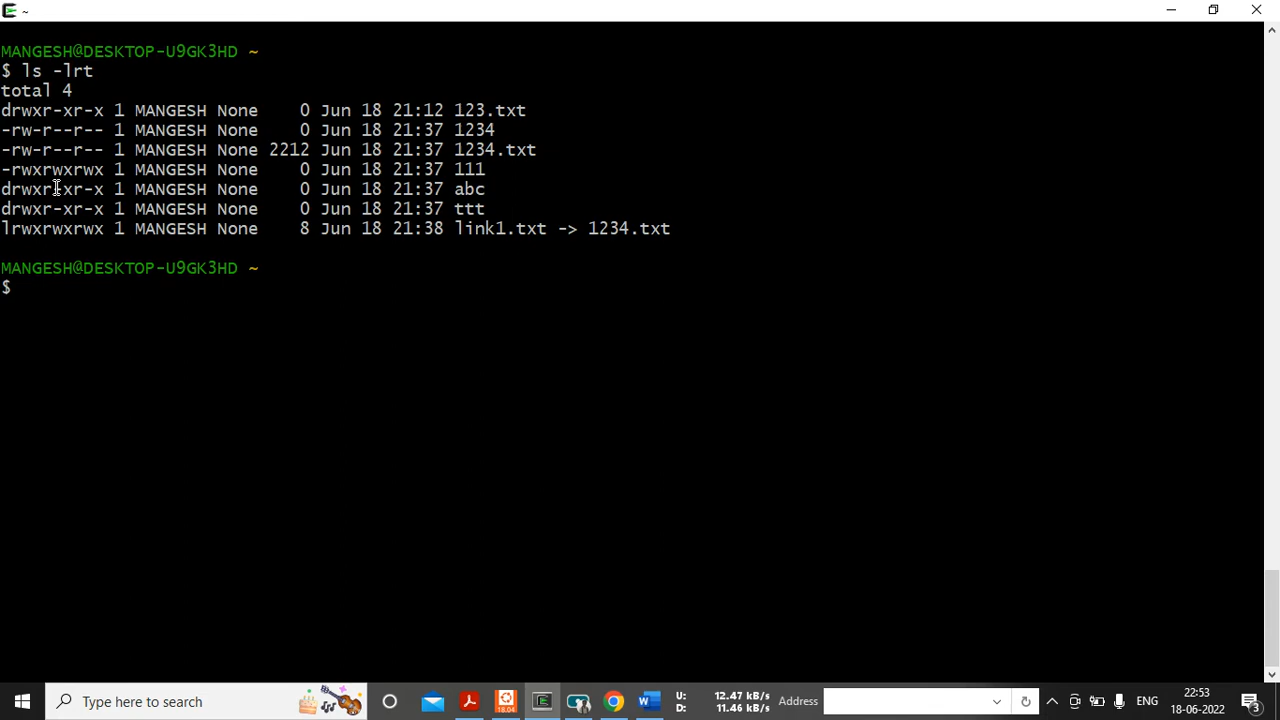 ~
MANGESH@DESKTOP-U9GK3HD ~
$ ls -lrt
total 4
drwxr-xr-x 1 MANGESH None    0 Jun 18 21:12 123.txt
-rw-r--r-- 1 MANGESH None    0 Jun 18 21:37 1234
-rw-r--r-- 1 MANGESH None 2212 Jun 18 21:37 1234.txt
-rwxrwxrwx 1 MANGESH None    0 Jun 18 21:37 111
drwxr-xr-x 1 MANGESH None    0 Jun 18 21:37 abc
drwxr-xr-x 1 MANGESH None    0 Jun 18 21:37 ttt
lrwxrwxrwx 1 MANGESH None    8 Jun 18 21:38 link1.txt -> 1234.txt
MANGESH@DESKTOP-U9GK3HD ~
$
Type here to search
18.04
U: 12.47 kB/s
D: 11.46 kB/s
Address
ENG
22:53
18-06-2022
3